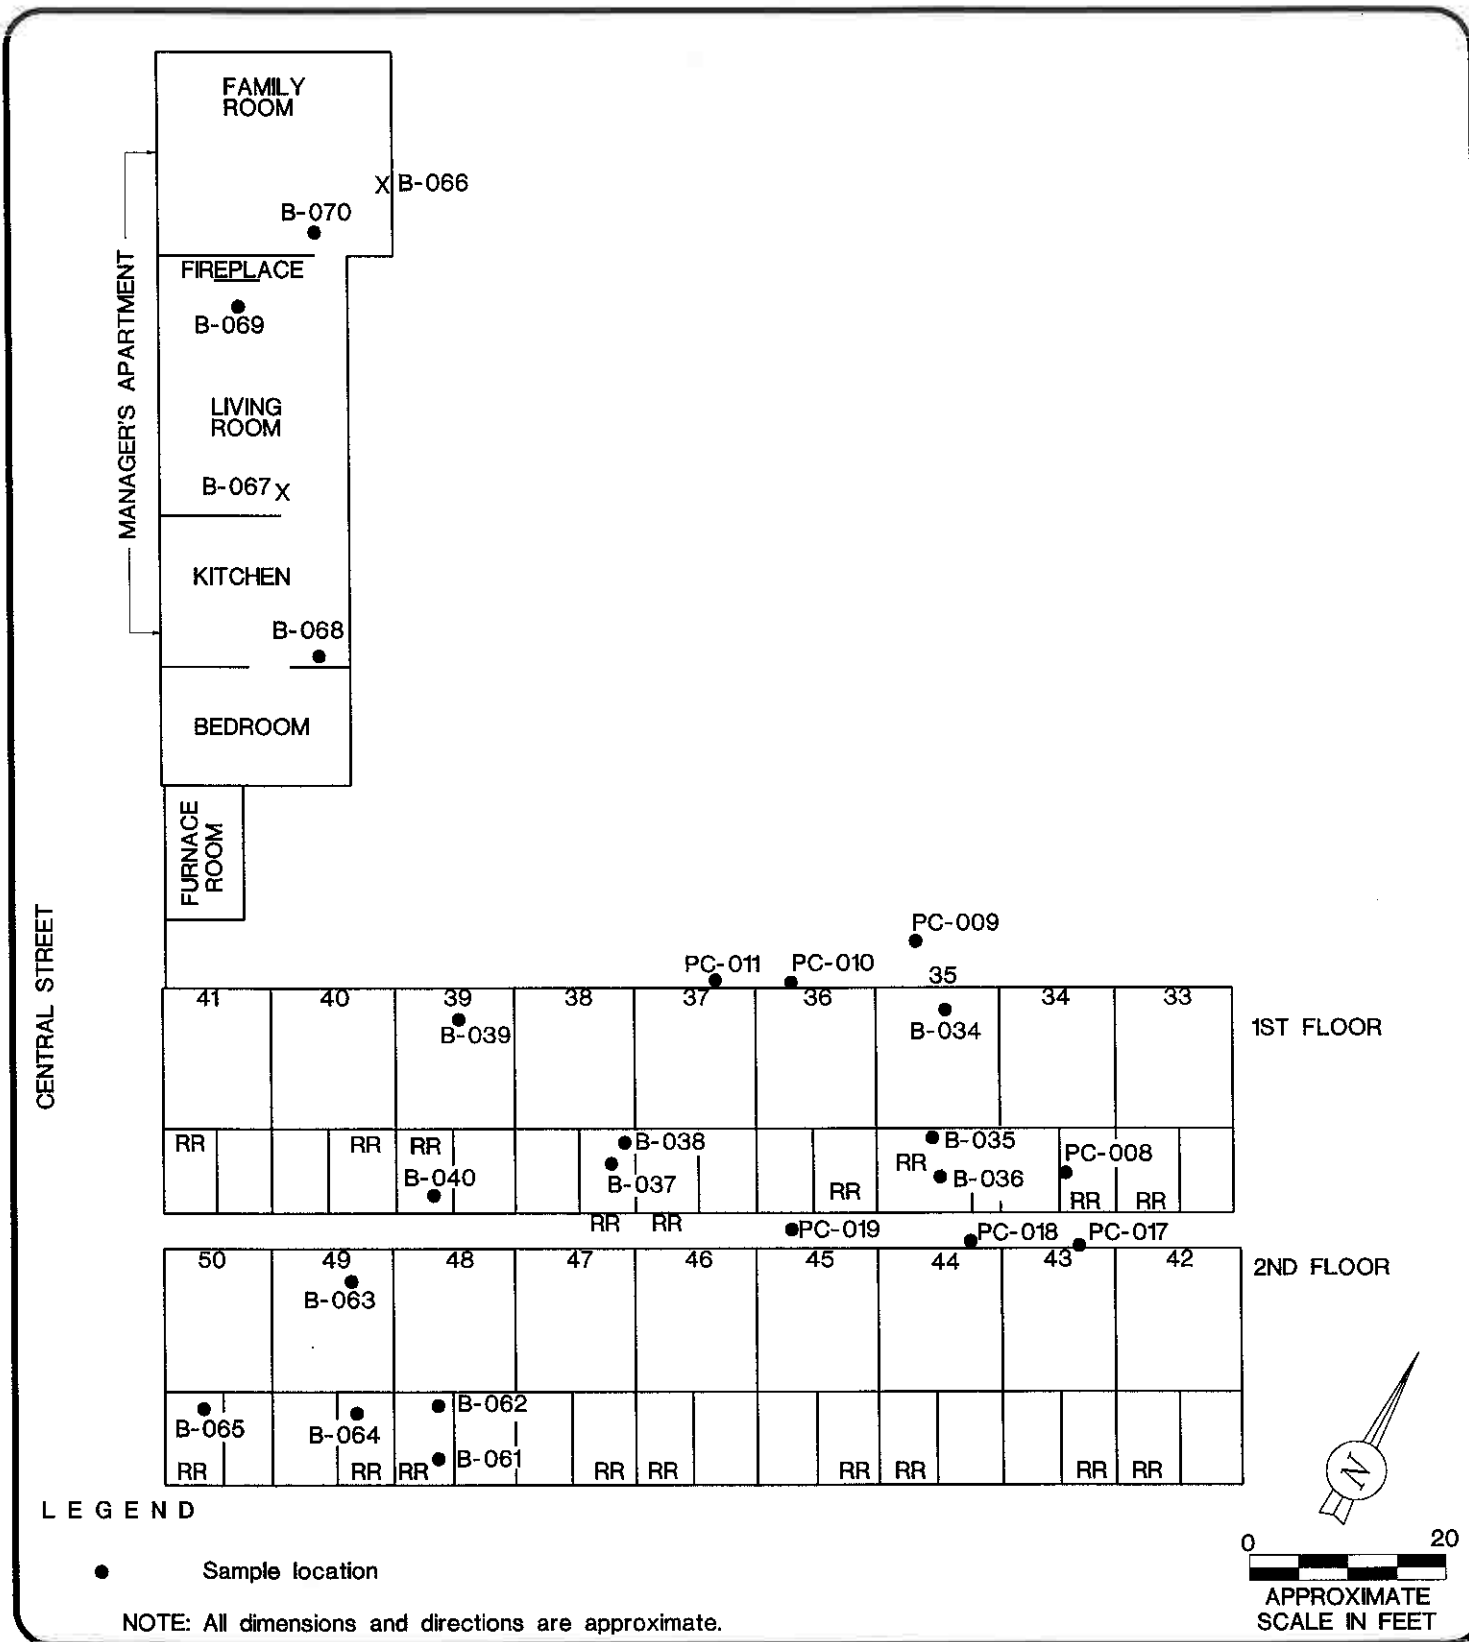 FAMILY
ROOM
X B-066
B-070
FIREPLACE
B-069
MANAGER'S APARTMENT
LIVING
ROOM
B-067 X
KITCHEN
B-068
BEDROOM
FURNACE
ROOM
CENTRAL STREET
PC-009
PC-011 PC-010
41 40 39 38 37 36 35 34 33
B-039 B-034
1ST FLOOR
RR RR RR B-038 B-035
B-040 B-037 RR B-036 PC-008
RR RR RR
RR RR PC-019 PC-018 PC-017
50 49 48 47 46 45 44 43 42
2ND FLOOR
B-063
B-065 B-064 B-062
B-061
RR RR RR RR RR RR RR RR RR
N
LEGEND
Sample location
0 20
APPROXIMATE
SCALE IN FEET
NOTE: All dimensions and directions are approximate.